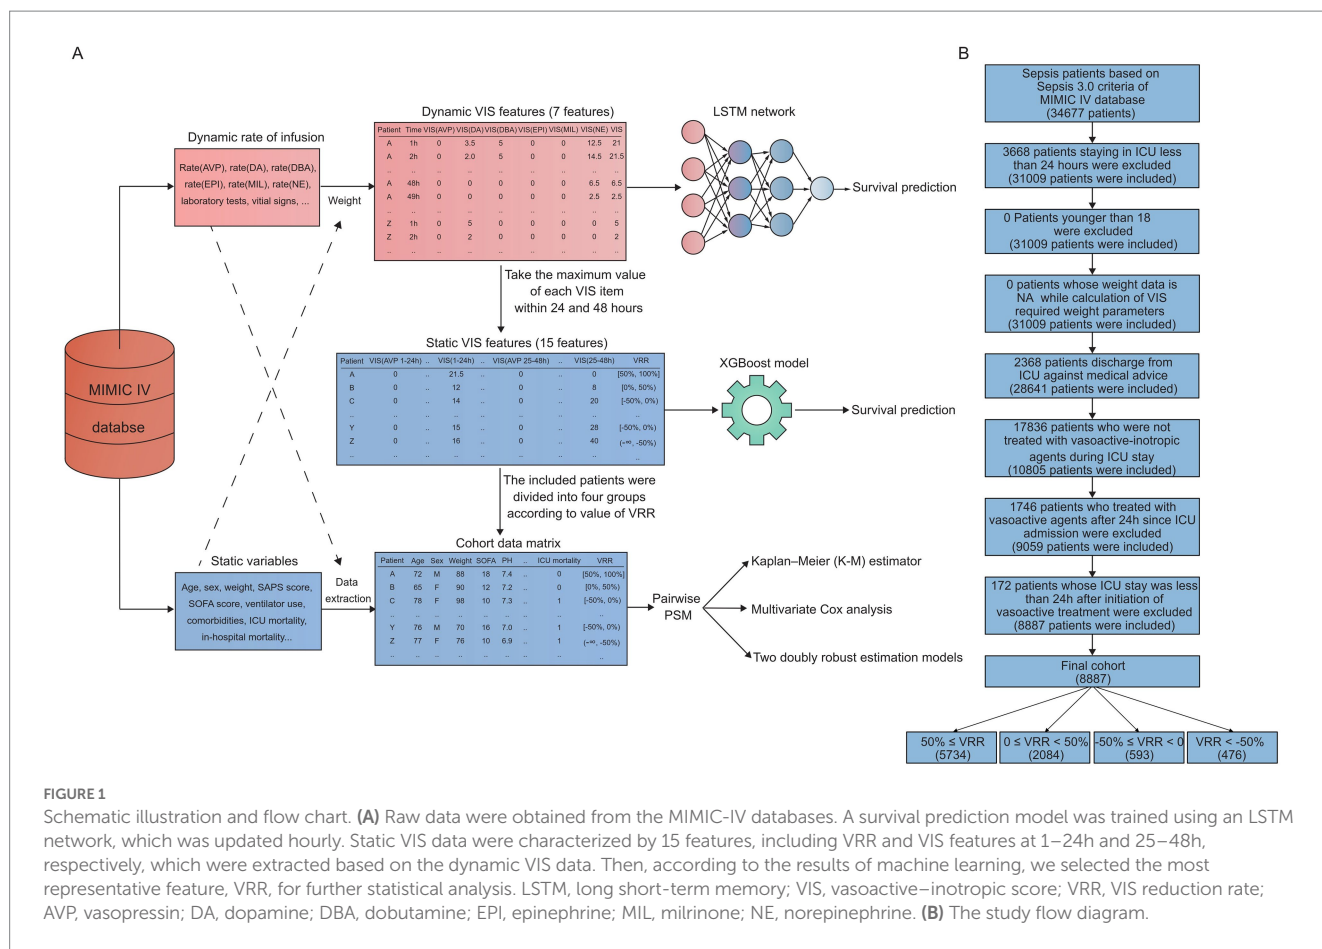 A
Dynamic rate of infusion
Rate(AVP), rate(DA), rate(DBA),
rate(EPI), rate(MIL), rate(NE),
laboratory tests, vitial signs, ...
Weight
Dynamic VIS features (7 features)
Patient Time VIS(AVP) VIS(DA) VIS(DBA) VIS(EPI) VIS(MIL) VIS(NE) VIS
A 1h 0 3.5 5 0 0 12.5 21
A 2h 0 2.0 5 0 0 14.5 21.5
.. .. .. .. .. .. .. .. ..
A 48h 0 0 0 0 0 6.5 6.5
A 49h 0 0 0 0 0 2.5 2.5
.. .. .. .. .. .. .. .. ..
Z 1h 0 5 0 0 0 0 5
Z 2h 0 2 0 0 0 0 2
.. .. .. .. .. .. .. .. ..
LSTM network
Survival prediction
Take the maximum value
of each VIS item
within 24 and 48 hours
MIMIC IV
databse
Static VIS features (15 features)
Patient VIS(AVP 1-24h) .. VIS(1-24h) .. VIS(AVP 25-48h) .. VIS(25-48h) VRR
A 0 .. 21.5 .. 0 .. 0 [50%, 100%]
B 0 .. 12 .. 0 .. 8 [0%, 50%)
C 0 .. 14 .. 0 .. 20 [-50%, 0%)
.. .. .. .. .. .. .. .. ..
Y 0 .. 15 .. 0 .. 28 [-50%, 0%)
Z 0 .. 16 .. 0 .. 40 (-∞, -50%)
.. .. .. .. .. .. .. .. ..
XGBoost model
Survival prediction
The included patients were
divided into four groups
according to value of VRR
Static variables
Age, sex, weight, SAPS score,
SOFA score, ventilator use,
comorbidities, ICU mortality,
in-hospital mortality...
Data
extraction
Cohort data matrix
Patient Age Sex Weight SOFA PH .. ICU mortality VRR
A 72 M 88 18 7.4 .. 0 [50%, 100%]
B 65 F 90 12 7.2 .. 0 [0%, 50%)
C 78 F 98 10 7.3 .. 1 [-50%, 0%)
.. .. .. .. .. .. .. .. ..
Y 76 M 70 16 7.0 .. 1 [-50%, 0%)
Z 77 F 76 10 6.9 .. 1 (-∞, -50%)
.. .. .. .. .. .. .. .. ..
Pairwise
PSM
Kaplan–Meier (K-M) estimator
Multivariate Cox analysis
Two doubly robust estimation models
B
Sepsis patients based on
Sepsis 3.0 criteria of
MIMIC IV database
(34677 patients)
3668 patients staying in ICU less
than 24 hours were excluded
(31009 patients were included)
0 Patients younger than 18
were excluded
(31009 patients were included)
0 patients whose weight data is
NA while calculation of VIS
required weight parameters
(31009 patients were included)
2368 patients discharge from
ICU against medical advice
(28641 patients were included)
17836 patients who were not
treated with vasoactive-inotropic
agents during ICU stay
(10805 patients were included)
1746 patients who treated with
vasoactive agents after 24h since ICU
admission were excluded
(9059 patients were included)
172 patients whose ICU stay was less
than 24h after initiation of
vasoactive treatment were excluded
(8887 patients were included)
Final cohort
(8887)
50% ≤ VRR
(5734)
0 ≤ VRR < 50%
(2084)
-50% ≤ VRR < 0
(593)
VRR < -50%
(476)
FIGURE 1
Schematic illustration and flow chart. (A) Raw data were obtained from the MIMIC-IV databases. A survival prediction model was trained using an LSTM
network, which was updated hourly. Static VIS data were characterized by 15 features, including VRR and VIS features at 1–24h and 25–48h,
respectively, which were extracted based on the dynamic VIS data. Then, according to the results of machine learning, we selected the most
representative feature, VRR, for further statistical analysis. LSTM, long short-term memory; VIS, vasoactive–inotropic score; VRR, VIS reduction rate;
AVP, vasopressin; DA, dopamine; DBA, dobutamine; EPI, epinephrine; MIL, milrinone; NE, norepinephrine. (B) The study flow diagram.